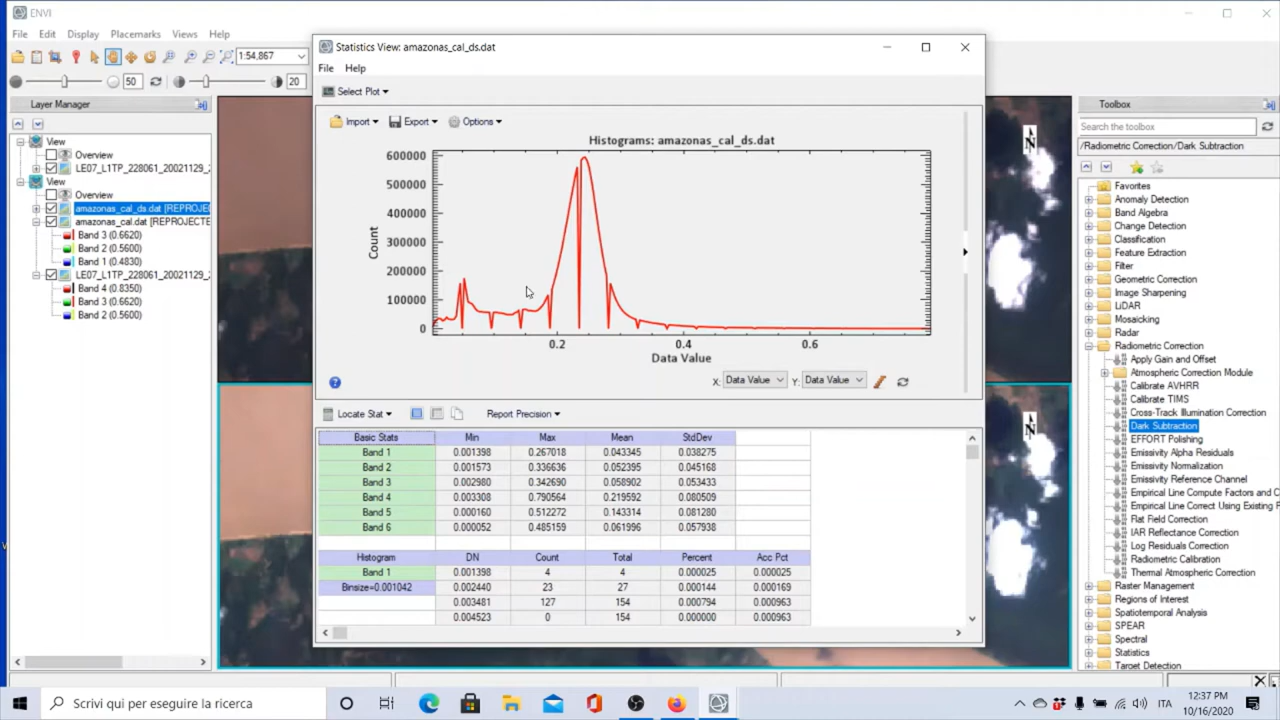 ENVI
File Edit Display Placemarks Views Help
1:54,867
50
20
Layer Manager
View
Overview
LE07_L1TP_228061_20021129_
View
Overview
amazonas_cal_ds.dat [REPROJEC
amazonas_cal.dat [REPROJECTE
Band 3 (0.6620)
Band 2 (0.5600)
Band 1 (0.4830)
LE07_L1TP_228061_20021129_
Band 4 (0.8350)
Band 3 (0.6620)
Band 2 (0.5600)
Statistics View: amazonas_cal_ds.dat
File Help
Select Plot
Import Export Options
Histograms: amazonas_cal_ds.dat
600000
500000
400000
300000
200000
100000
0
Count
0.2 0.4 0.6
Data Value
X: Data Value Y: Data Value
Locate Stat Report Precision
Basic Stats Min Max Mean StdDev
Band 1 0.001398 0.267018 0.043345 0.038275
Band 2 0.001573 0.336636 0.052395 0.045168
Band 3 0.002980 0.342690 0.058902 0.053433
Band 4 0.003308 0.790564 0.219592 0.080509
Band 5 0.000160 0.512272 0.143314 0.081280
Band 6 0.000052 0.485159 0.061996 0.057938
Histogram DN Count Total Percent Acc Pct
Band 1 0.001398 4 4 0.000025 0.000025
Binsize=0.001042 0.002440 23 27 0.000144 0.000169
0.003481 127 154 0.000794 0.000963
0.004523 0 154 0.000000 0.000963
N
N
Toolbox
Search the toolbox
/Radiometric Correction/Dark Subtraction
Favorites
Anomaly Detection
Band Algebra
Change Detection
Classification
Feature Extraction
Filter
Geometric Correction
Image Sharpening
LiDAR
Mosaicking
Radar
Radiometric Correction
Apply Gain and Offset
Atmospheric Correction Module
Calibrate AVHRR
Calibrate TIMS
Cross-Track Illumination Correction
Dark Subtraction
EFFORT Polishing
Emissivity Alpha Residuals
Emissivity Normalization
Emissivity Reference Channel
Empirical Line Compute Factors and C
Empirical Line Correct Using Existing F
Flat Field Correction
IAR Reflectance Correction
Log Residuals Correction
Radiometric Calibration
Thermal Atmospheric Correction
Raster Management
Regions of Interest
Spatiotemporal Analysis
SPEAR
Spectral
Statistics
Target Detection
Scrivi qui per eseguire la ricerca
ITA
12:37 PM
10/16/2020